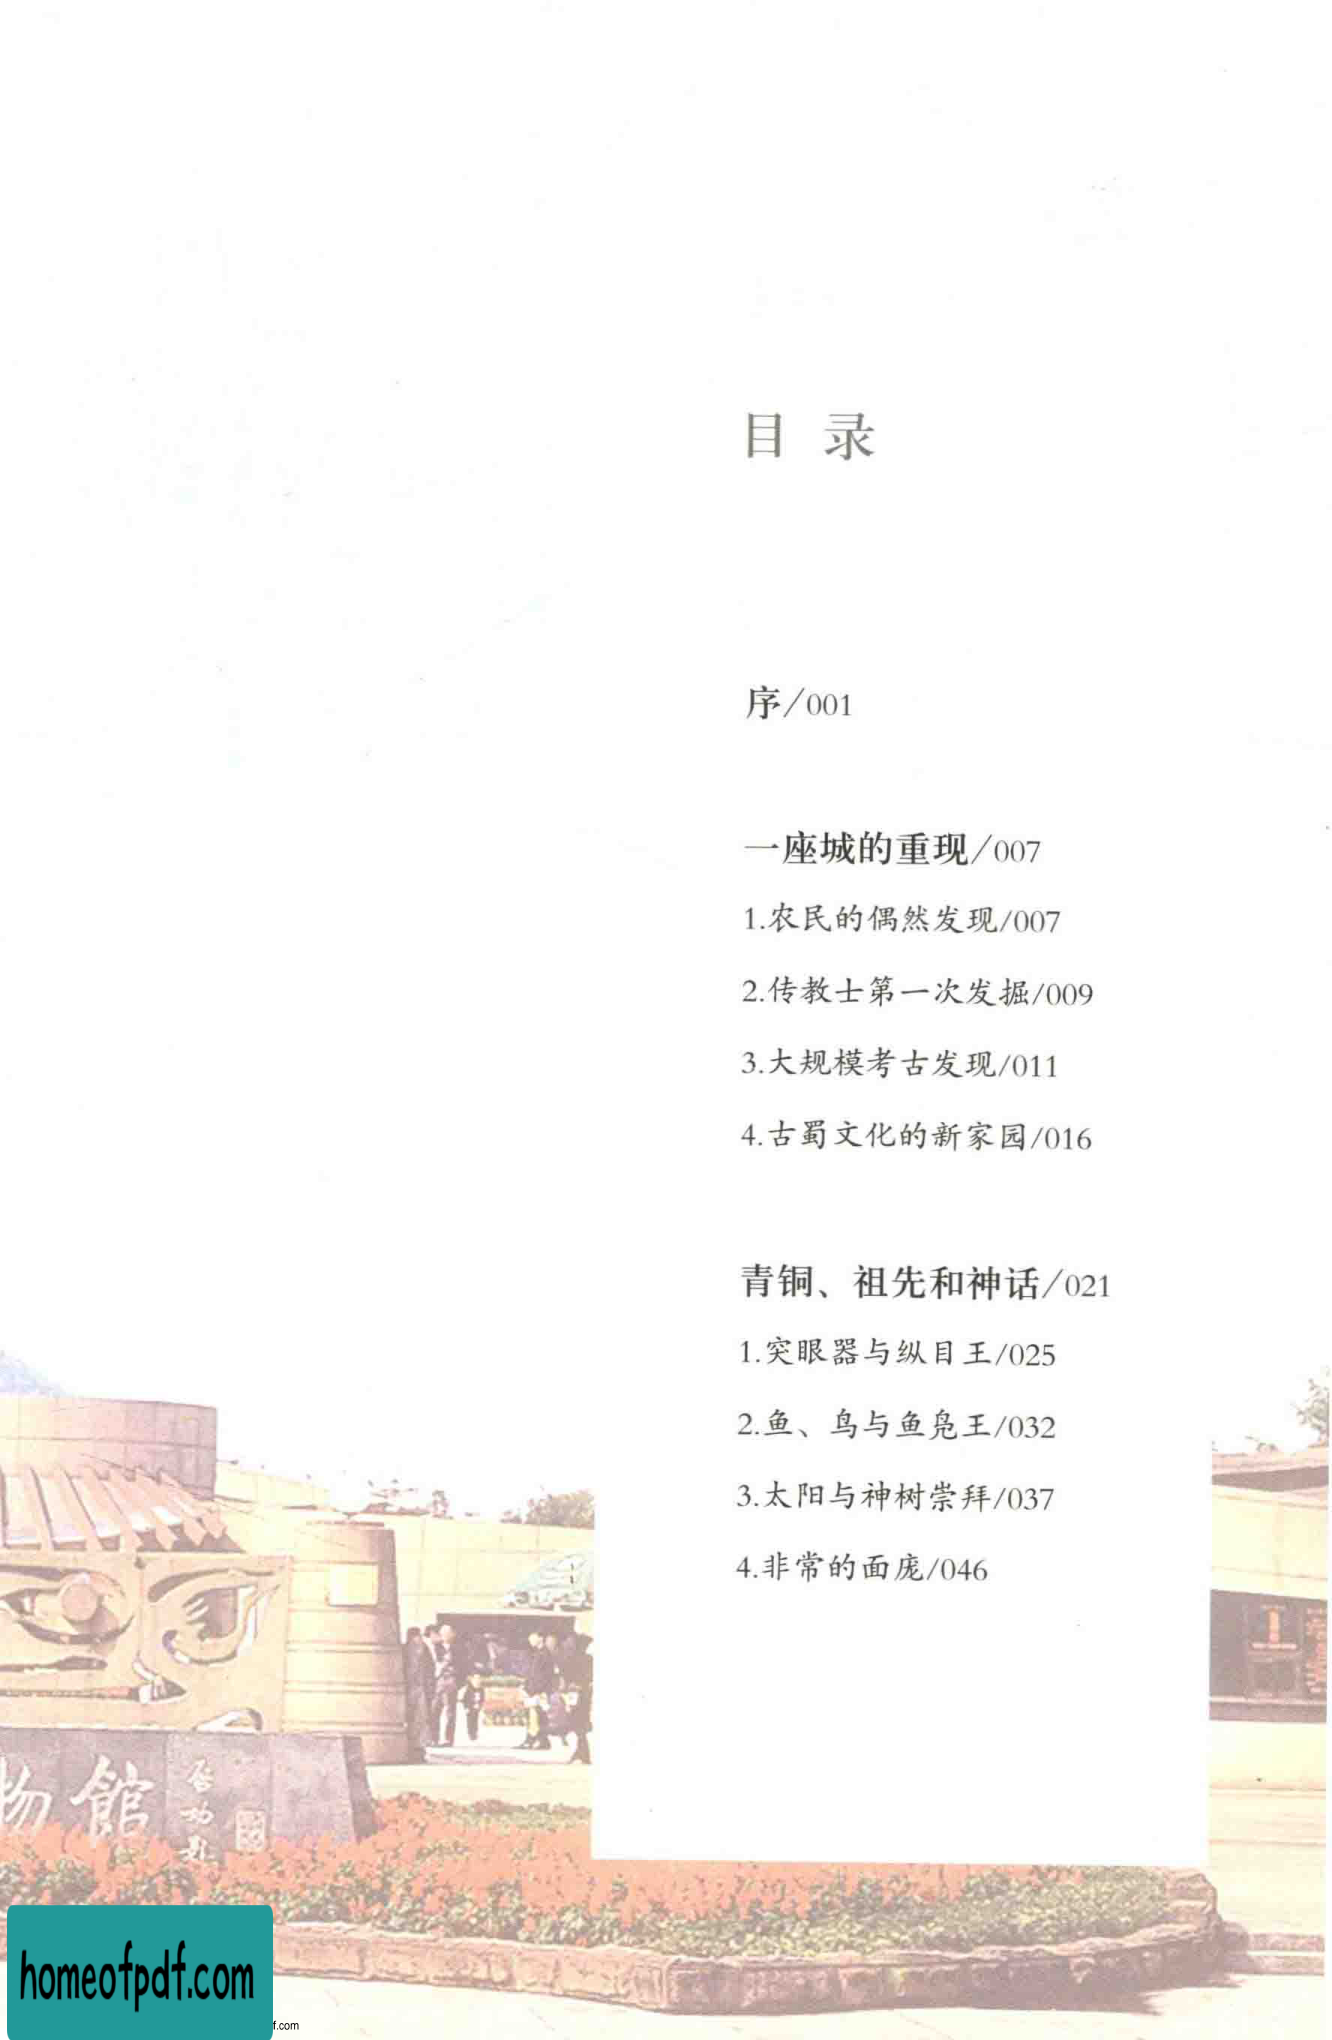 目 录
序/001
一座城的重现/007
1.农民的偶然发现/007
2.传教士第一次发掘/009
3.大规模考古发现/011
4.古蜀文化的新家园/016
青铜、祖先和神话/021
1.突眼器与纵目王/025
2.鱼、鸟与鱼凫王/032
3.太阳与神树崇拜/037
4.非常的面庞/046
物館
启功题
homeofpdf.com
f.com